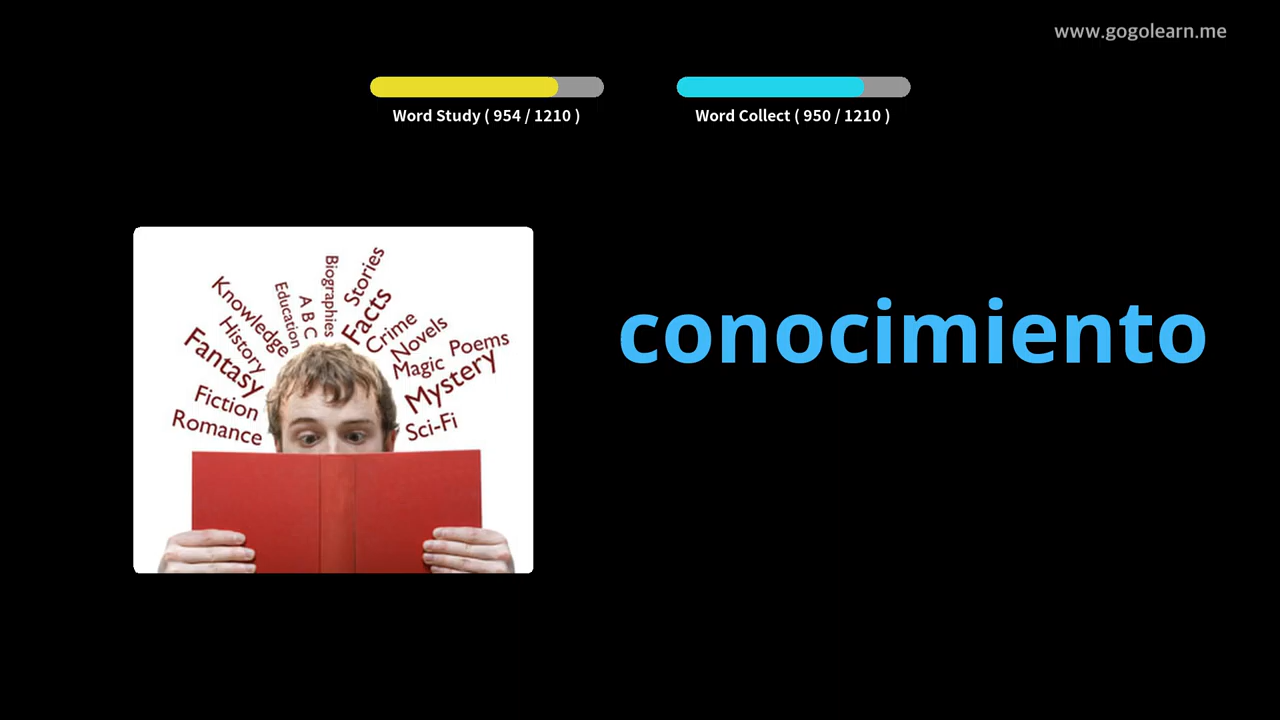 www.gogolearn.me
Word Study ( 954 / 1210 )
Word Collect ( 950 / 1210 )
conocimiento
Romance
Fiction
Fantasy
History
Knowledge
Education
A B C
Biographies
Stories
Facts
Crime
Novels
Magic
Poems
Mystery
Sci-Fi